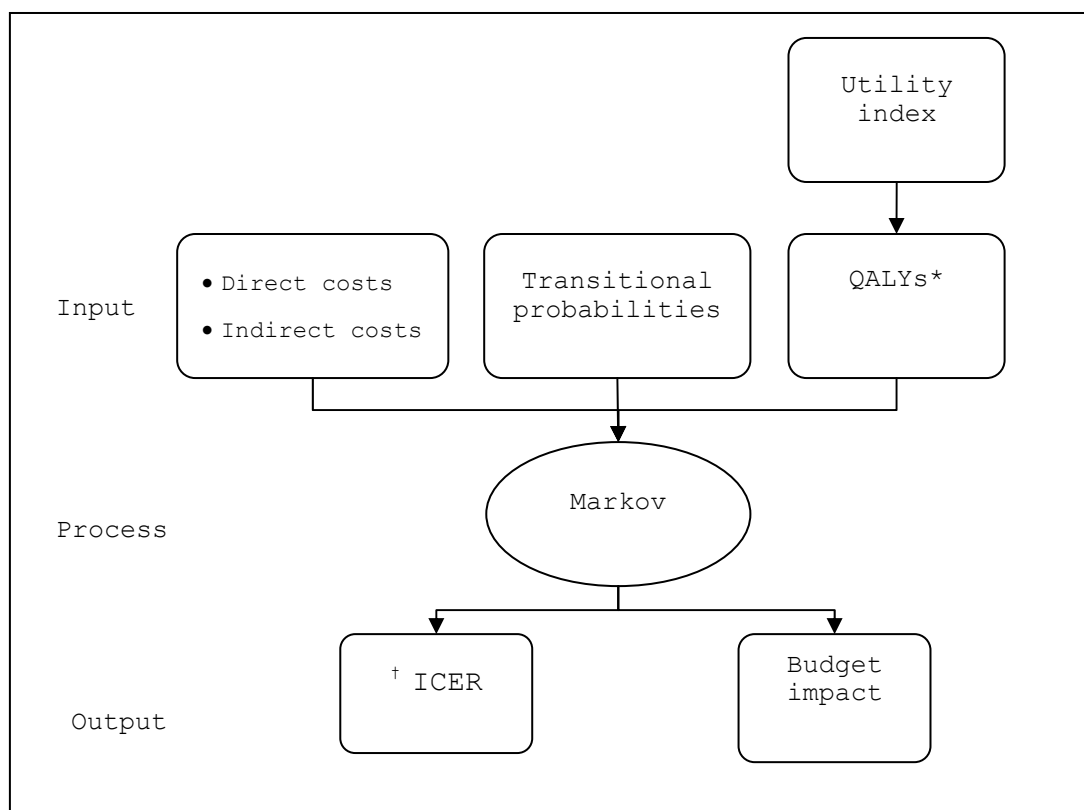 Utility
index
Input
• Direct costs
• Indirect costs
Transitional
probabilities
QALYs*
Process
Markov
Output
† ICER
Budget
impact